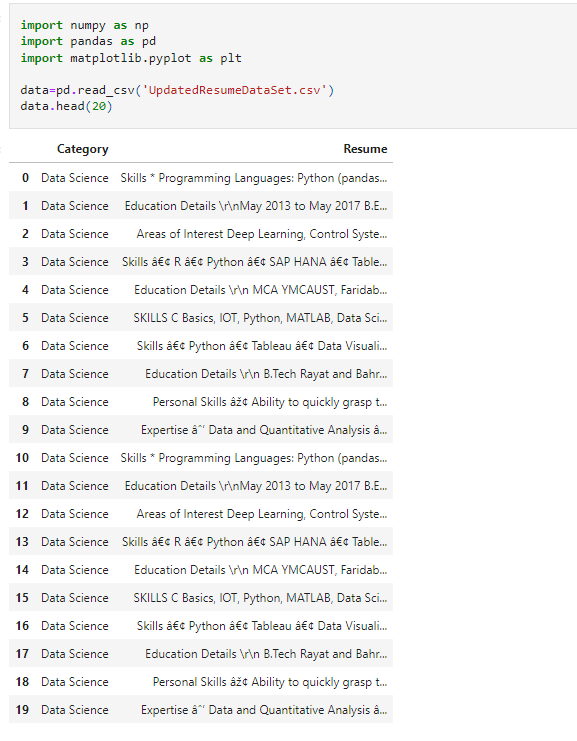 import numpy as np
import pandas as pd
import matplotlib.pyplot as plt
data=pd.read_csv('UpdatedResumeDataSet.csv')
data.head(20)
Category Resume
0 Data Science Skills * Programming Languages: Python (pandas...
1 Data Science Education Details \r\nMay 2013 to May 2017 B.E...
2 Data Science Areas of Interest Deep Learning, Control Syste...
3 Data Science Skills â€¢ R â€¢ Python â€¢ SAP HANA â€¢ Table...
4 Data Science Education Details \r\n MCA YMCAUST, Faridab...
5 Data Science SKILLS C Basics, IOT, Python, MATLAB, Data Sci...
6 Data Science Skills â€¢ Python â€¢ Tableau â€¢ Data Visuali...
7 Data Science Education Details \r\n B.Tech Rayat and Bahr...
8 Data Science Personal Skills âž¢ Ability to quickly grasp t...
9 Data Science Expertise âˆ’ Data and Quantitative Analysis â...
10 Data Science Skills * Programming Languages: Python (pandas...
11 Data Science Education Details \r\nMay 2013 to May 2017 B.E...
12 Data Science Areas of Interest Deep Learning, Control Syste...
13 Data Science Skills â€¢ R â€¢ Python â€¢ SAP HANA â€¢ Table...
14 Data Science Education Details \r\n MCA YMCAUST, Faridab...
15 Data Science SKILLS C Basics, IOT, Python, MATLAB, Data Sci...
16 Data Science Skills â€¢ Python â€¢ Tableau â€¢ Data Visuali...
17 Data Science Education Details \r\n B.Tech Rayat and Bahr...
18 Data Science Personal Skills âž¢ Ability to quickly grasp t...
19 Data Science Expertise âˆ’ Data and Quantitative Analysis â...